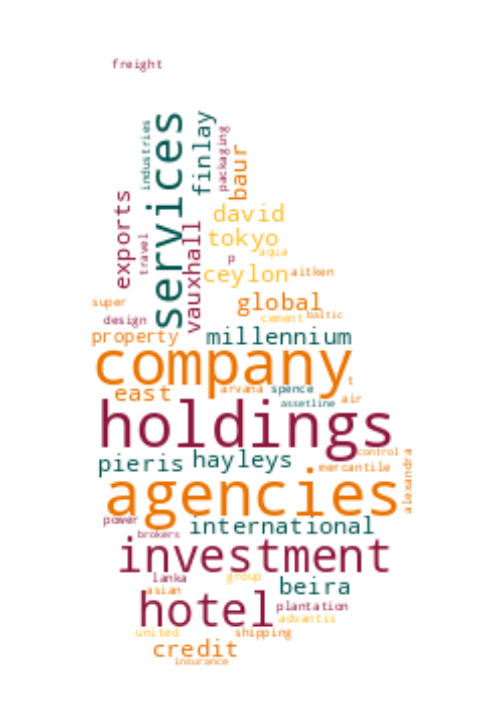 freight
industries
services
finlay
packaging
baur
exports
travel
vauxhall
david
tokyo
aqua
p
ceylon
aitken
super
global
design
cement
baltic
property
millennium
company
t
east
arvana
spence
air
assetline
holdings
control
pieris
hayleys
mercantile
alexandra
agencies
power
international
brokers
investment
lanka
group
asian
beira
hotel
plantation
advantis
united
shipping
credit
insurance